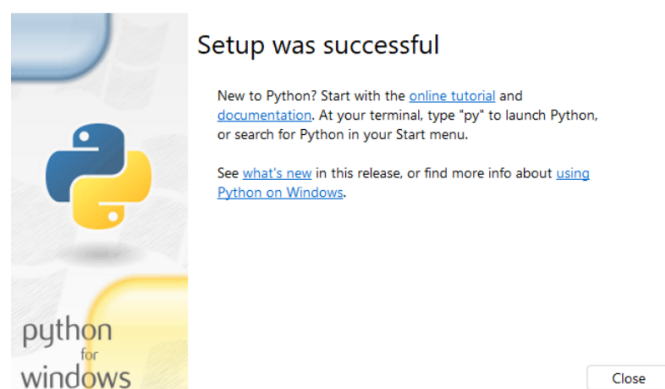 Setup was successful
New to Python? Start with the online tutorial and
documentation. At your terminal, type "py" to launch Python,
or search for Python in your Start menu.
See what's new in this release, or find more info about using
Python on Windows.
python
for
windows
Close